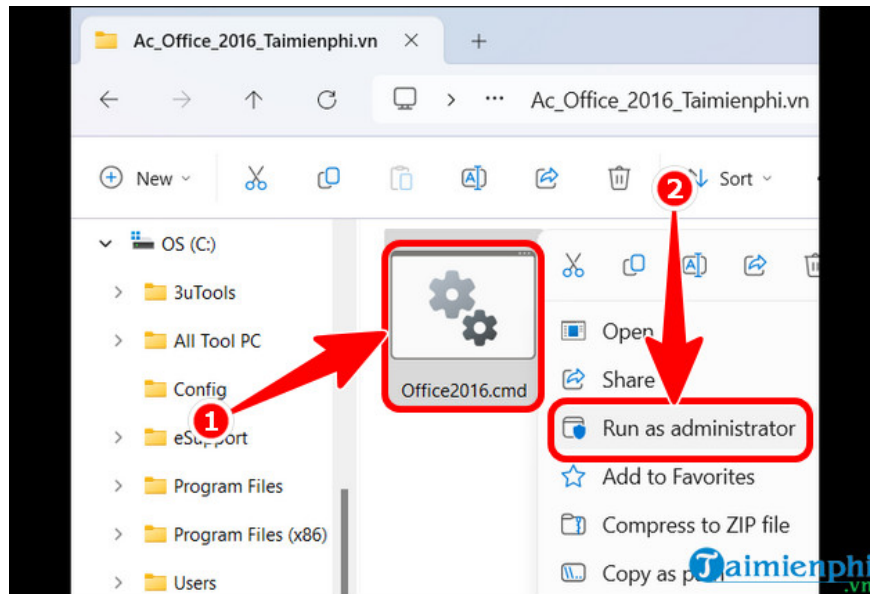 Ac_Office_2016_Taimienphi.vn
Ac_Office_2016_Taimienphi.vn
New
Sort
2
OS (C:)
3uTools
All Tool PC
Config
1
eSupport
Program Files
Program Files (x86)
Users
Office2016.cmd
Open
Share
Run as administrator
Add to Favorites
Compress to ZIP file
Copy as
Taimienphi
.vn